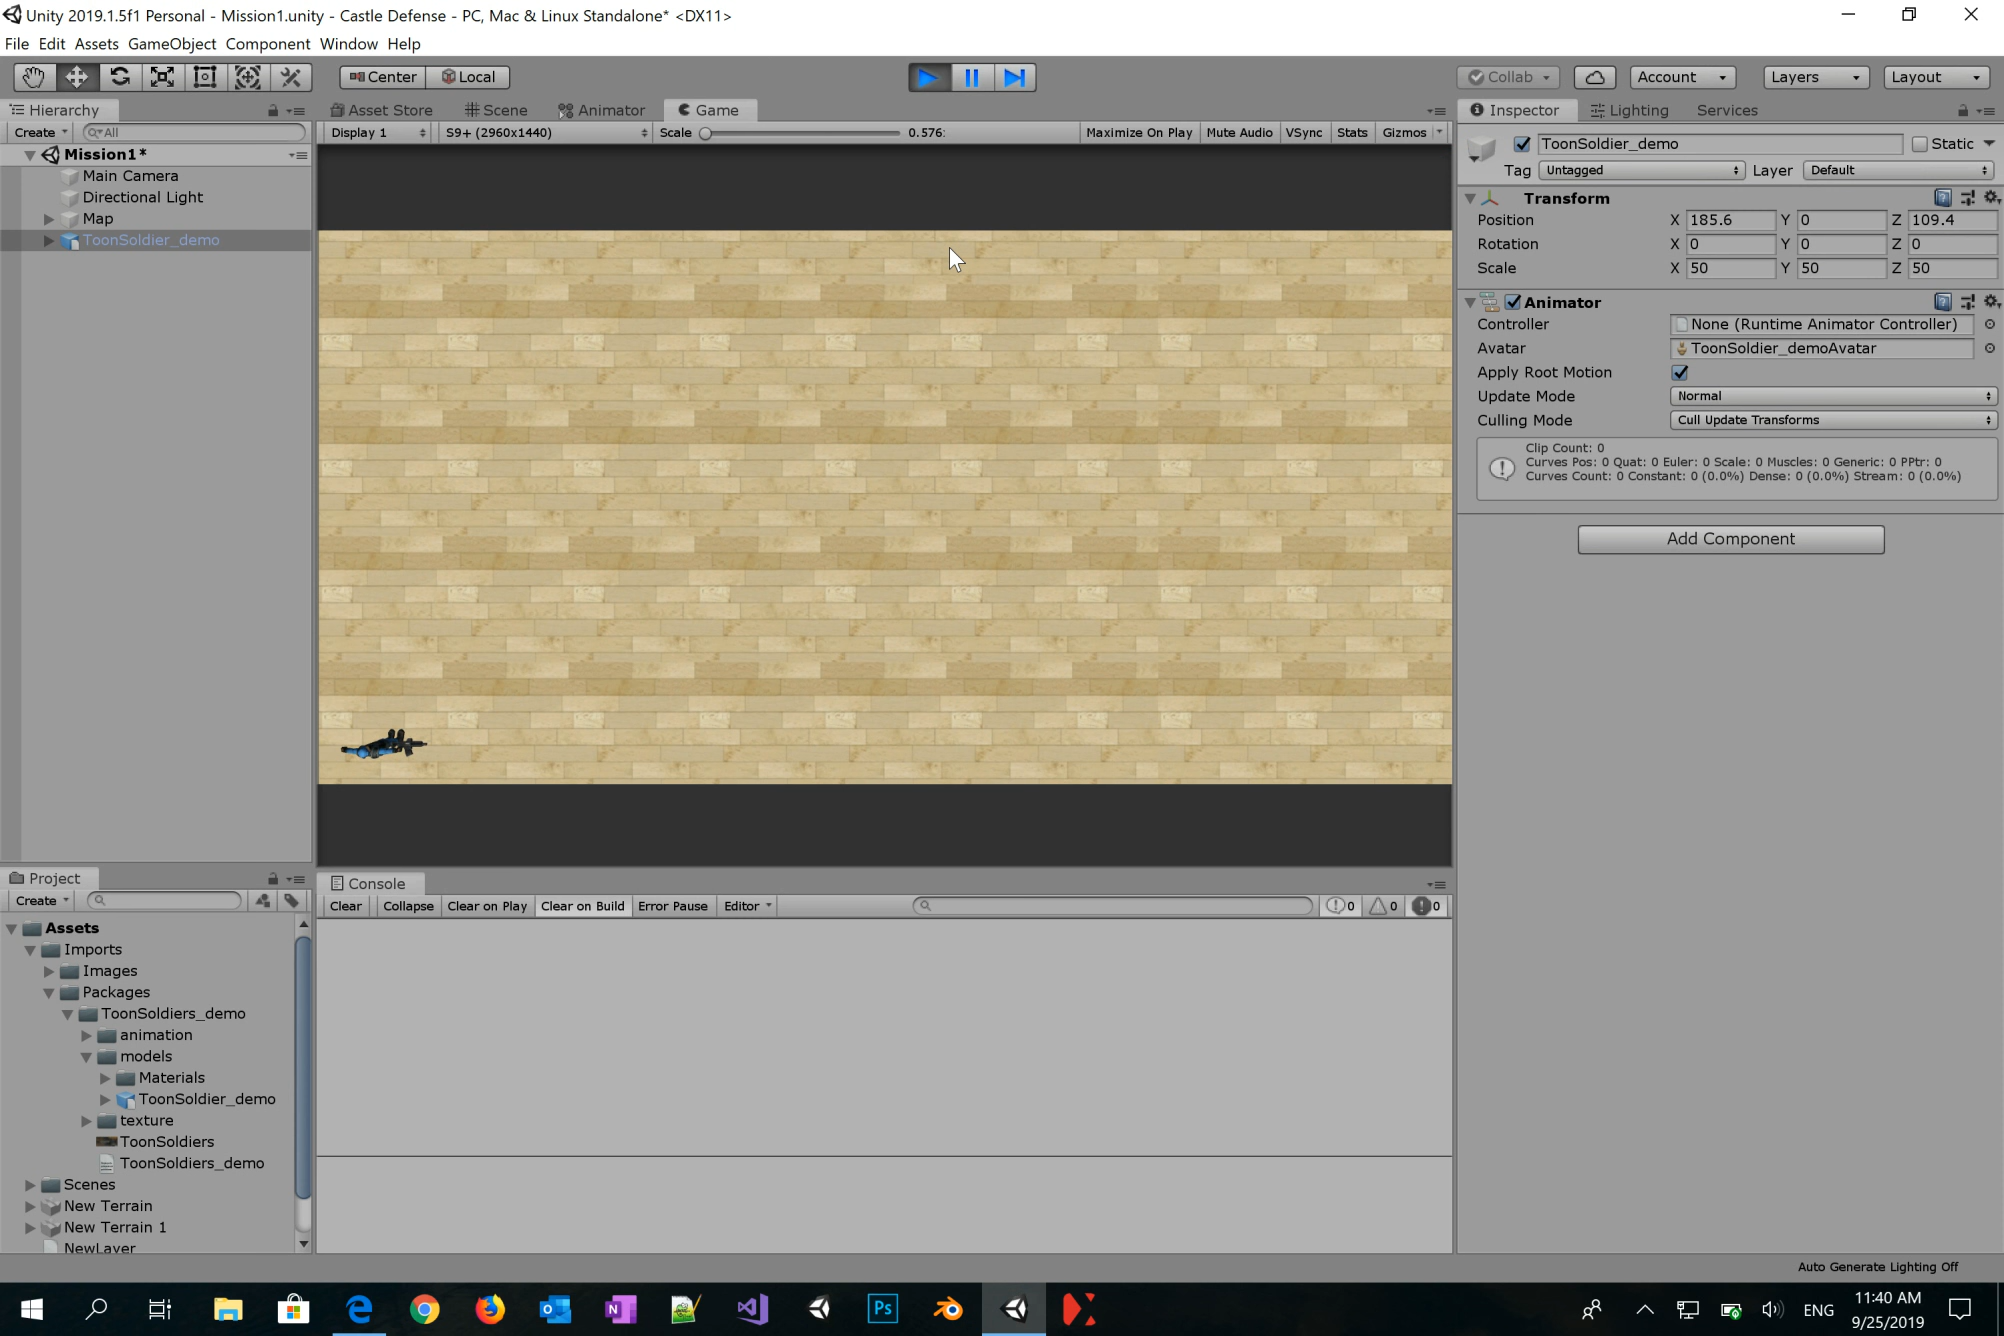 Unity 2019.1.5f1 Personal - Mission1.unity - Castle Defense - PC, Mac & Linux Standalone* <DX11>
File Edit Assets GameObject Component Window Help
Center Local Collab Account Layers Layout
Hierarchy
Create All
Mission1*
Main Camera
Directional Light
Map
ToonSoldier_demo
Asset Store Scene Animator Game
Display 1 S9+ (2960x1440) Scale 0.576: Maximize On Play Mute Audio VSync Stats Gizmos
Inspector Lighting Services
ToonSoldier_demo Static
Tag Untagged Layer Default
Transform
Position X 185.6 Y 0 Z 109.4
Rotation X 0 Y 0 Z 0
Scale X 50 Y 50 Z 50
Animator
Controller None (Runtime Animator Controller)
Avatar ToonSoldier_demoAvatar
Apply Root Motion
Update Mode Normal
Culling Mode Cull Update Transforms
Clip Count: 0
Curves Pos: 0 Quat: 0 Euler: 0 Scale: 0 Muscles: 0 Generic: 0 PPtr: 0
Curves Count: 0 Constant: 0 (0.0%) Dense: 0 (0.0%) Stream: 0 (0.0%)
Add Component
Project
Create
Assets
Imports
Images
Packages
ToonSoldiers_demo
animation
models
Materials
ToonSoldier_demo
texture
ToonSoldiers
ToonSoldiers_demo
Scenes
New Terrain
New Terrain 1
NewLayer
Console
Clear Collapse Clear on Play Clear on Build Error Pause Editor 0 0 0
Auto Generate Lighting Off
Ps
ENG
11:40 AM
9/25/2019